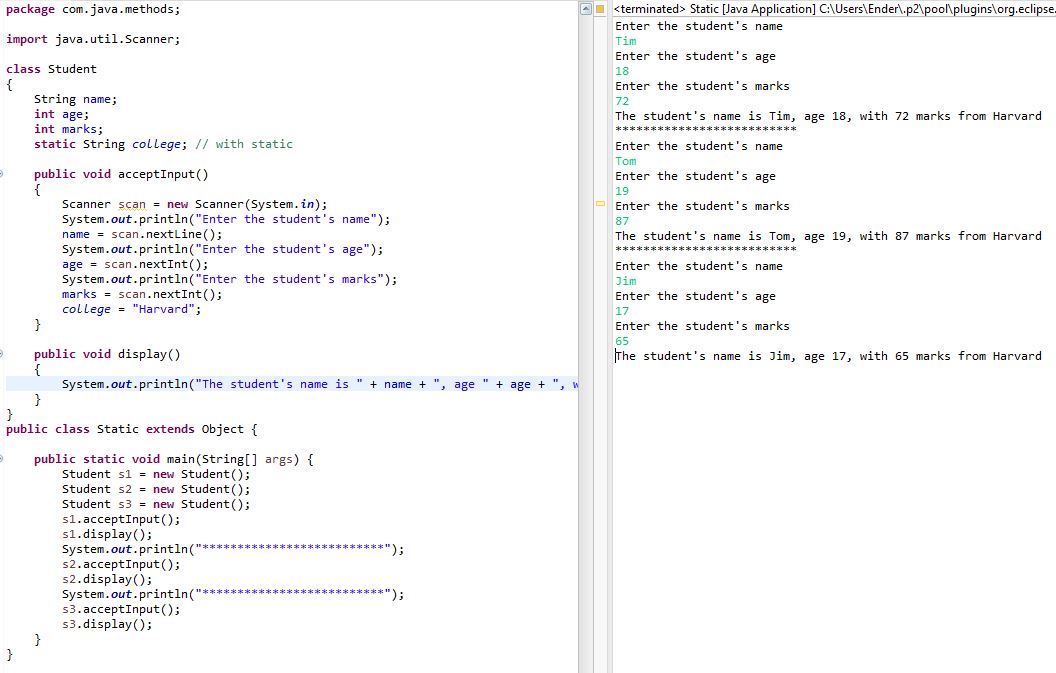 package com.java.methods;
import java.util.Scanner;
class Student
{
String name;
int age;
int marks;
static String college; // with static
public void acceptInput()
{
Scanner scan = new Scanner(System.in);
System.out.println("Enter the student's name");
name = scan.nextLine();
System.out.println("Enter the student's age");
age = scan.nextInt();
System.out.println("Enter the student's marks");
marks = scan.nextInt();
college = "Harvard";
}
public void display()
{
System.out.println("The student's name is " + name + ", age " + age + ",
}
}
public class Static extends Object {
public static void main(String[] args) {
Student s1 = new Student();
Student s2 = new Student();
Student s3 = new Student();
s1.acceptInput();
s1.display();
System.out.println("**************************");
s2.acceptInput();
s2.display();
System.out.println("**************************");
s3.acceptInput();
s3.display();
}
}
<terminated> Static [Java Application] C:\Users\Ender\.p2\pool\plugins\org.eclipse.
Enter the student's name
Tim
Enter the student's age
18
Enter the student's marks
72
The student's name is Tim, age 18, with 72 marks from Harvard
**************************
Enter the student's name
Tom
Enter the student's age
19
Enter the student's marks
87
The student's name is Tom, age 19, with 87 marks from Harvard
**************************
Enter the student's name
Jim
Enter the student's age
17
Enter the student's marks
65
The student's name is Jim, age 17, with 65 marks from Harvard